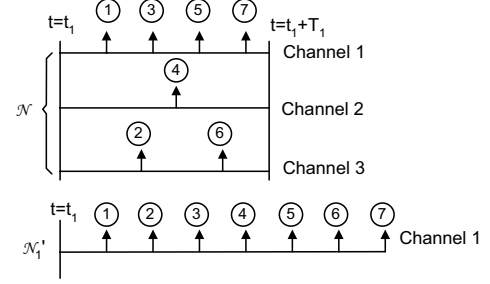 t=t₁ ① ③ ⑤ ⑦ t=t₁+T₁
Channel 1
④
𝒩 Channel 2
② ⑥
Channel 3
t=t₁ ① ② ③ ④ ⑤ ⑥ ⑦
𝒩₁' Channel 1